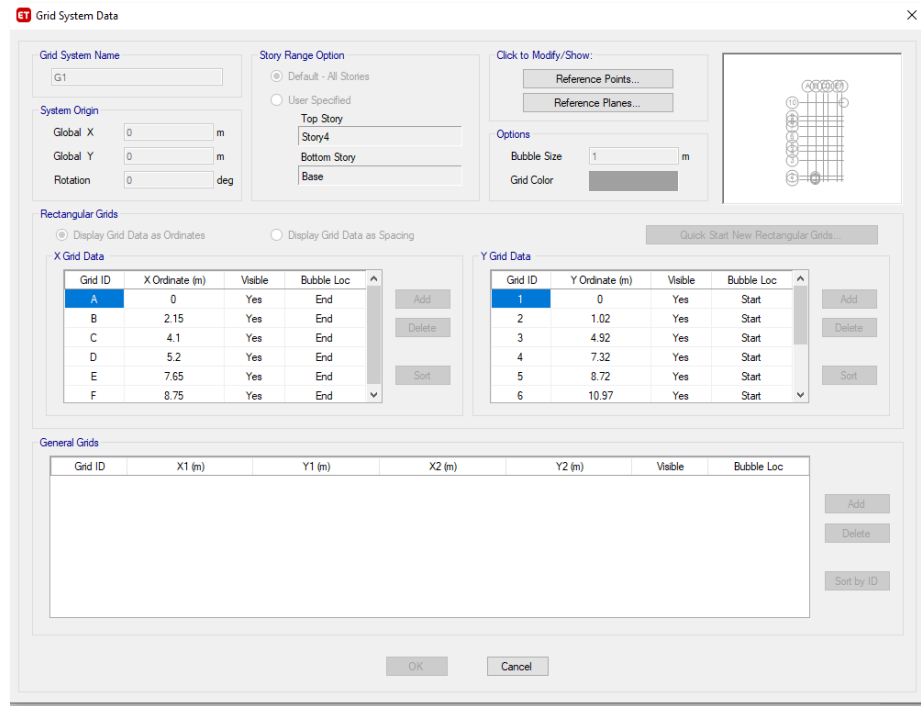 ET Grid System Data
Grid System Name
G1
System Origin
Global X 0 m
Global Y 0 m
Rotation 0 deg
Story Range Option
Default - All Stories
User Specified
Top Story
Story4
Bottom Story
Base
Click to Modify/Show:
Reference Points...
Reference Planes...
Options
Bubble Size 1 m
Grid Color
Rectangular Grids
Display Grid Data as Ordinates
Display Grid Data as Spacing
Quick Start New Rectangular Grids...
X Grid Data
Grid ID X Ordinate (m) Visible Bubble Loc
A 0 Yes End
B 2.15 Yes End
C 4.1 Yes End
D 5.2 Yes End
E 7.65 Yes End
F 8.75 Yes End
Add
Delete
Sort
Y Grid Data
Grid ID Y Ordinate (m) Visible Bubble Loc
1 0 Yes Start
2 1.02 Yes Start
3 4.92 Yes Start
4 7.32 Yes Start
5 8.72 Yes Start
6 10.97 Yes Start
Add
Delete
Sort
General Grids
Grid ID X1 (m) Y1 (m) X2 (m) Y2 (m) Visible Bubble Loc
Add
Delete
Sort by ID
OK
Cancel